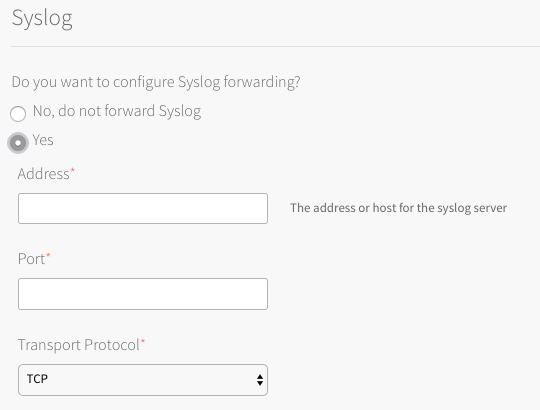 Syslog
Do you want to configure Syslog forwarding?
No, do not forward Syslog
Yes
Address*
The address or host for the syslog server
Port*
Transport Protocol*
TCP